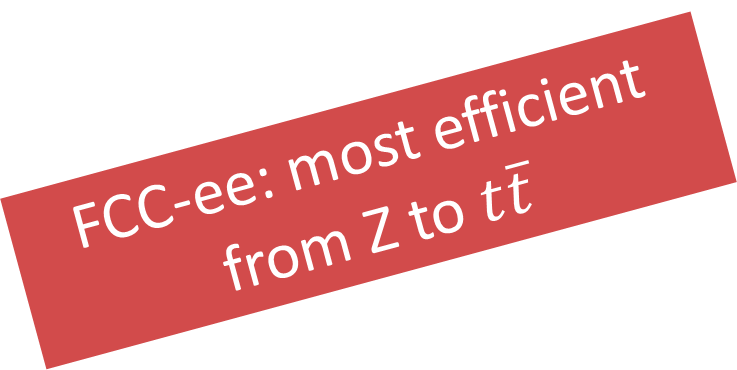 FCC-ee: most efficient
from Z to 𝑡𝑡̅